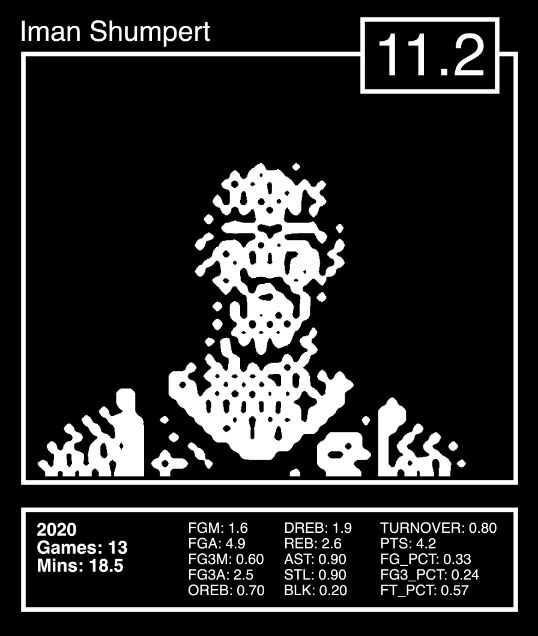 Iman Shumpert
11.2
2020
Games: 13
Mins: 18.5
FGM: 1.6
FGA: 4.9
FG3M: 0.60
FG3A: 2.5
OREB: 0.70
DREB: 1.9
REB: 2.6
AST: 0.90
STL: 0.90
BLK: 0.20
TURNOVER: 0.80
PTS: 4.2
FG_PCT: 0.33
FG3_PCT: 0.24
FT_PCT: 0.57